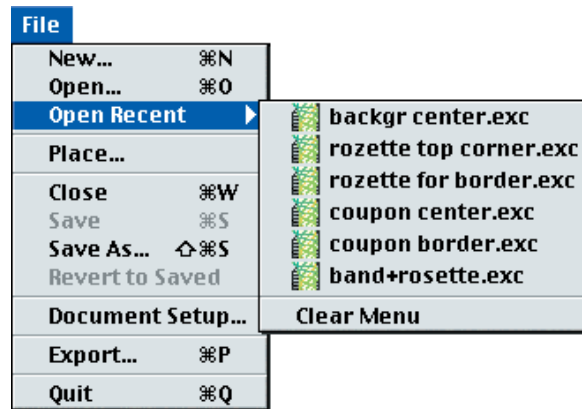 File
New... ⌘N
Open... ⌘O
Open Recent
backgr center.exc
rozette top corner.exc
rozette for border.exc
coupon center.exc
coupon border.exc
band+rosette.exc
Clear Menu
Place...
Close ⌘W
Save ⌘S
Save As... ⇧⌘S
Revert to Saved
Document Setup...
Export... ⌘P
Quit ⌘Q